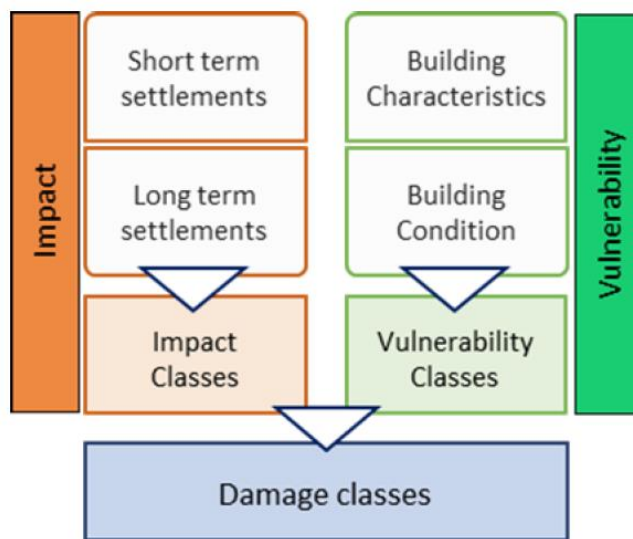 Impact
Short term
settlements
Building
Characteristics
Vulnerability
Long term
settlements
Building
Condition
Impact
Classes
Vulnerability
Classes
Damage classes